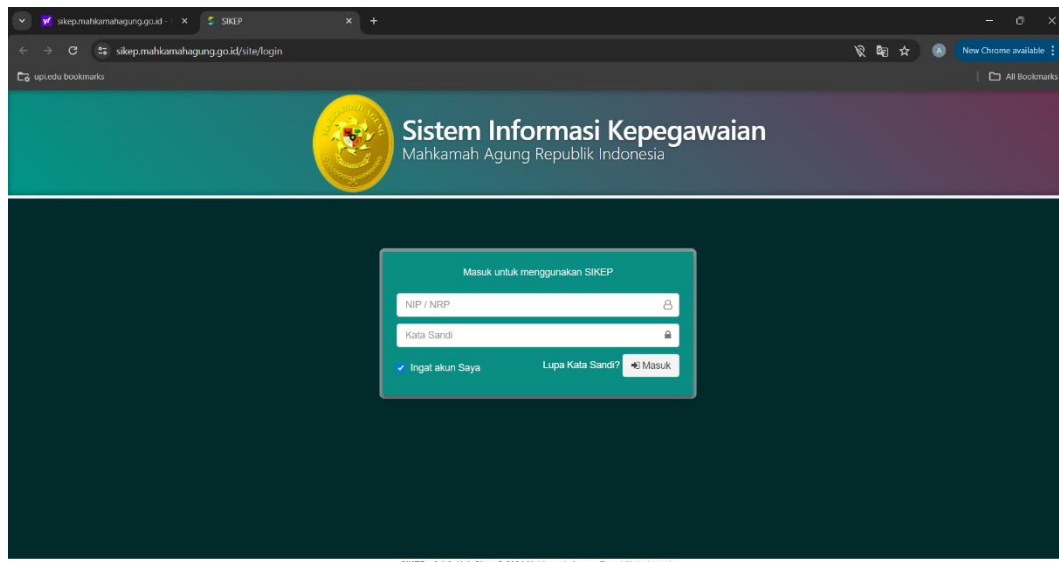 sikep.mahkamahagung.go.id -
SIKEP
sikep.mahkamahagung.go.id/site/login
New Chrome available
upi.edu bookmarks
All Bookmarks
Sistem Informasi Kepegawaian
Mahkamah Agung Republik Indonesia
Masuk untuk menggunakan SIKEP
NIP / NRP
Kata Sandi
Ingat akun Saya
Lupa Kata Sandi?
Masuk